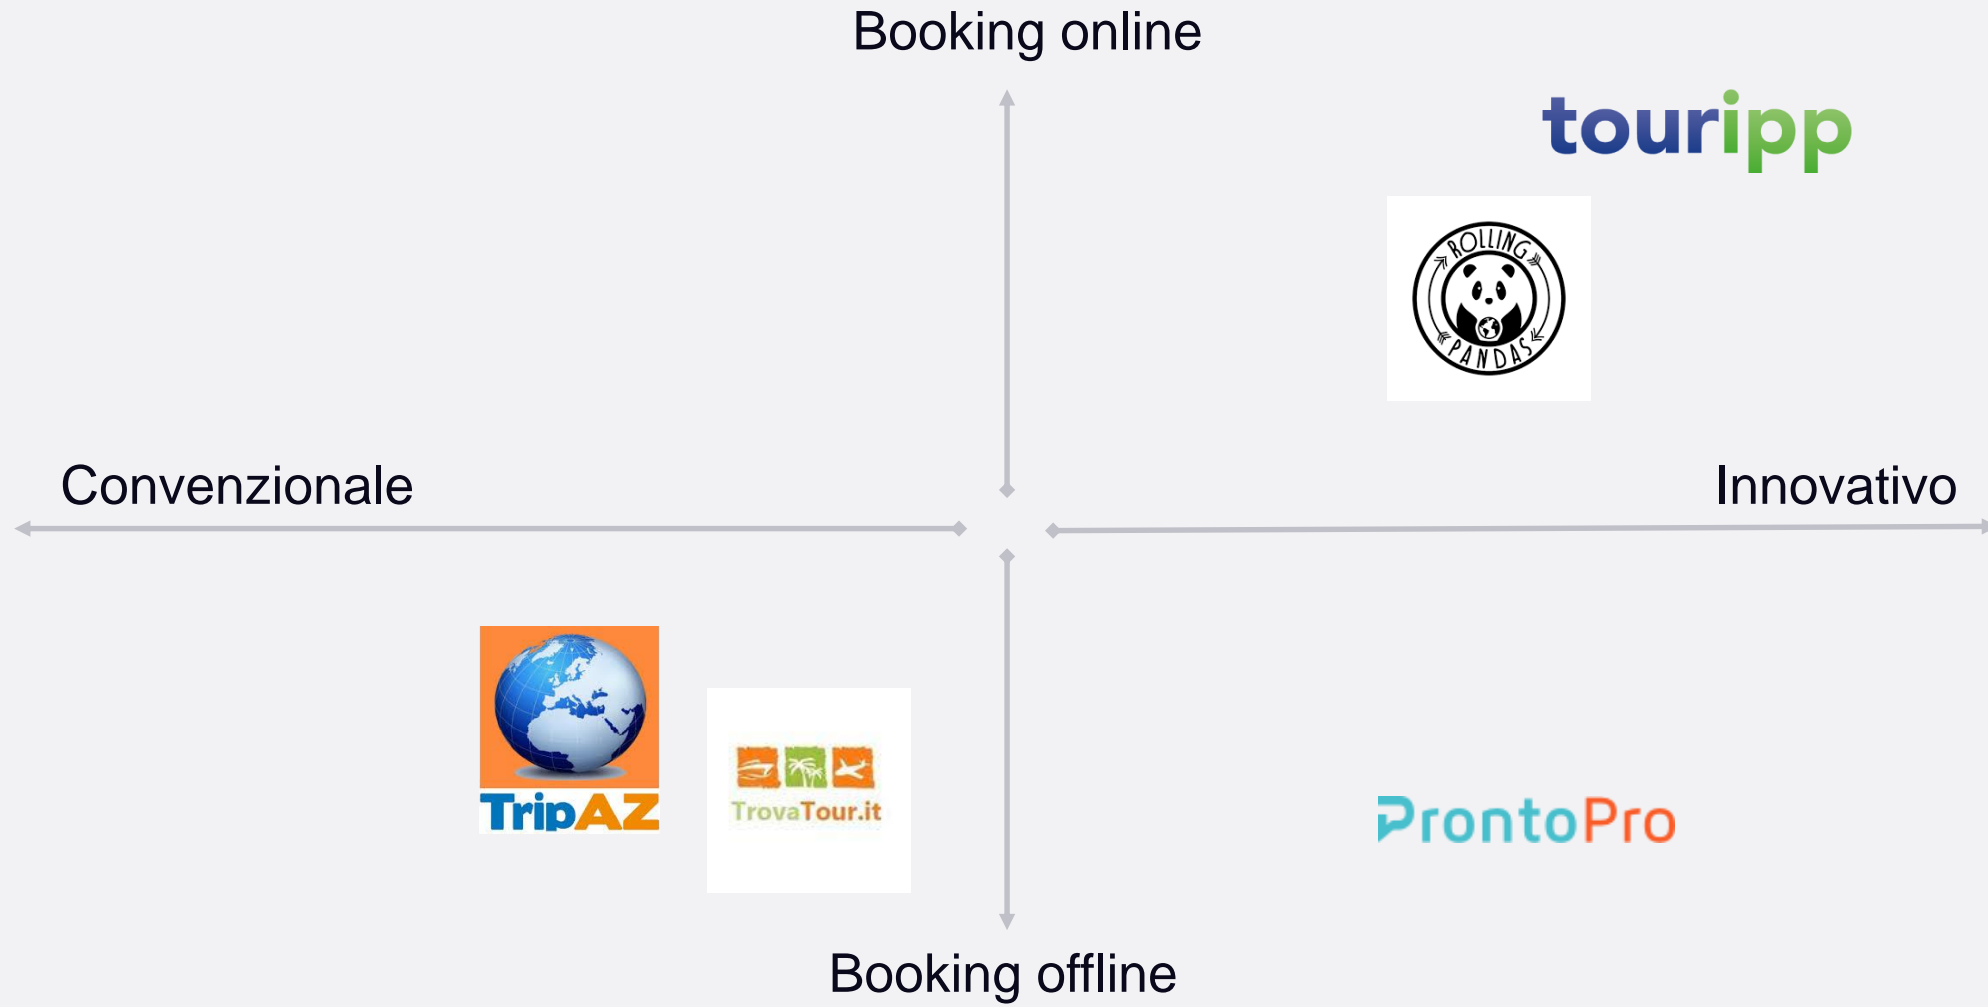 Booking online
touripp
ROLLING
PANDAS
Convenzionale
Innovativo
TripAZ
TrovaTour.it
ProntoPro
Booking offline